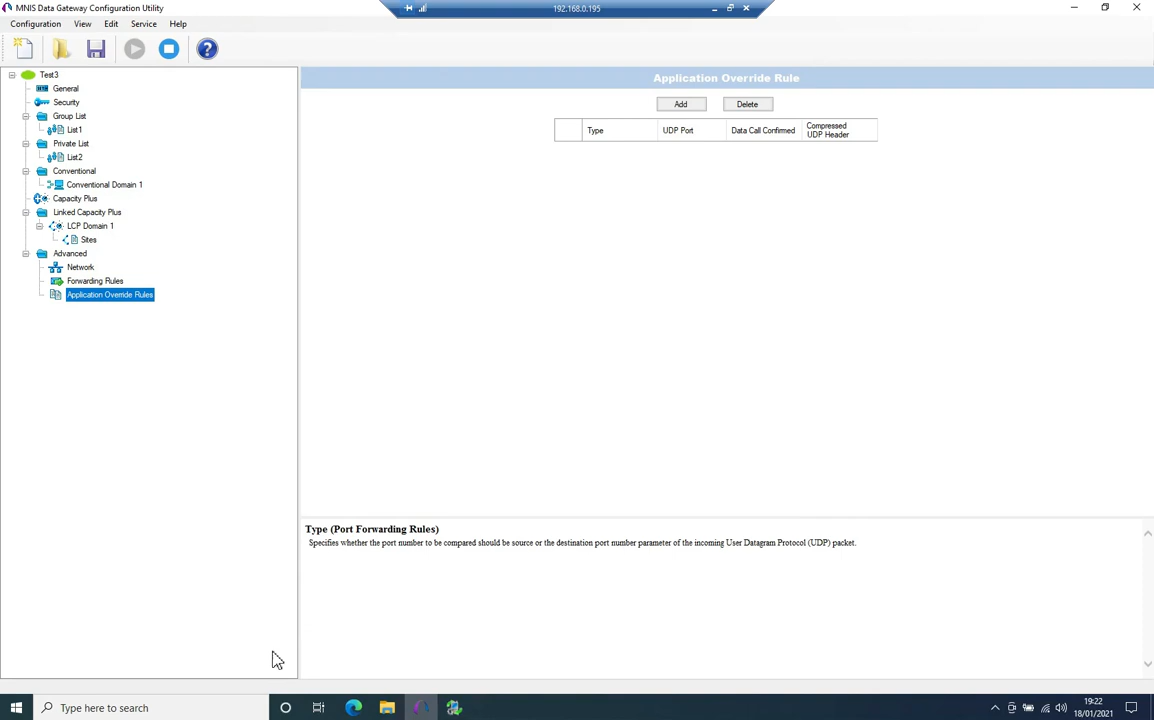 MNIS Data Gateway Configuration Utility
192.168.0.195
Configuration View Edit Service Help
Test3
General
Security
Group List
List1
Private List
List2
Conventional
Conventional Domain 1
Capacity Plus
Linked Capacity Plus
LCP Domain 1
Sites
Advanced
Network
Forwarding Rules
Application Override Rules
Application Override Rule
Add Delete
Type UDP Port Data Call Confirmed Compressed
UDP Header
Type (Port Forwarding Rules)
Specifies whether the port number to be compared should be source or the destination port number parameter of the incoming User Datagram Protocol (UDP) packet.
Type here to search
19:22
18/01/2021